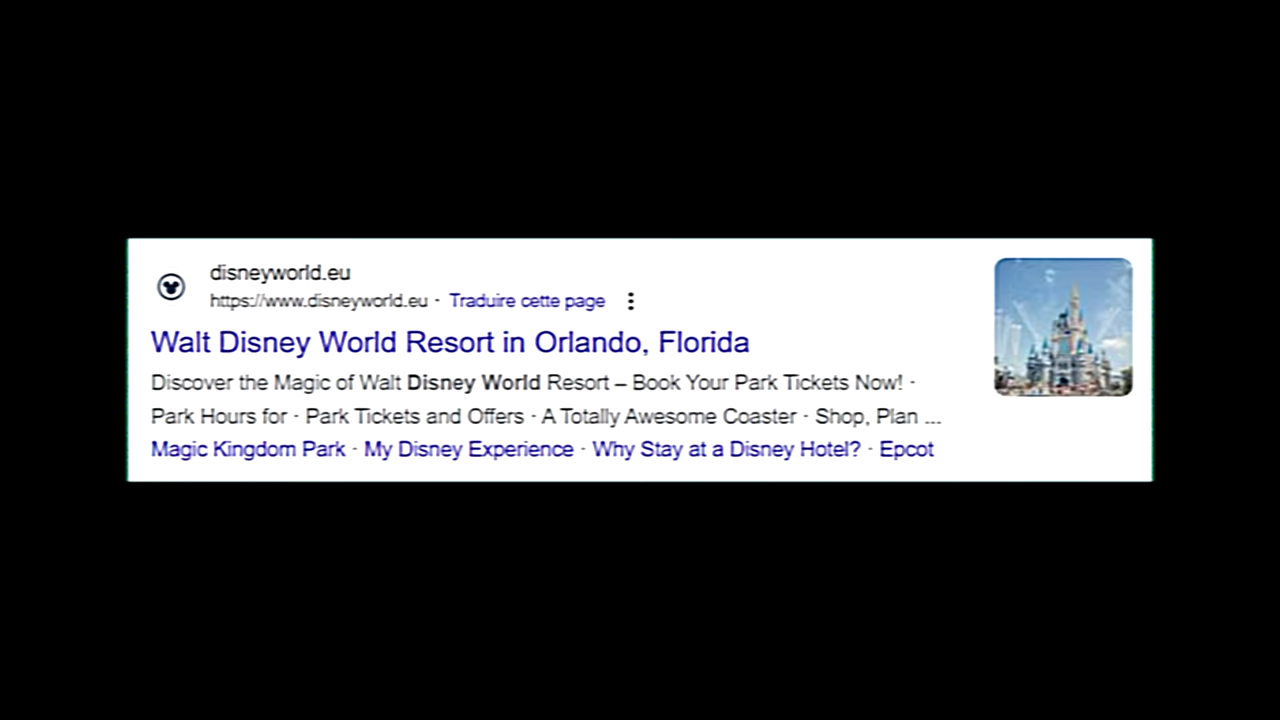 disneyworld.eu
https://www.disneyworld.eu · Traduire cette page
Walt Disney World Resort in Orlando, Florida
Discover the Magic of Walt Disney World Resort – Book Your Park Tickets Now! ·
Park Hours for · Park Tickets and Offers · A Totally Awesome Coaster · Shop, Plan ...
Magic Kingdom Park · My Disney Experience · Why Stay at a Disney Hotel? · Epcot